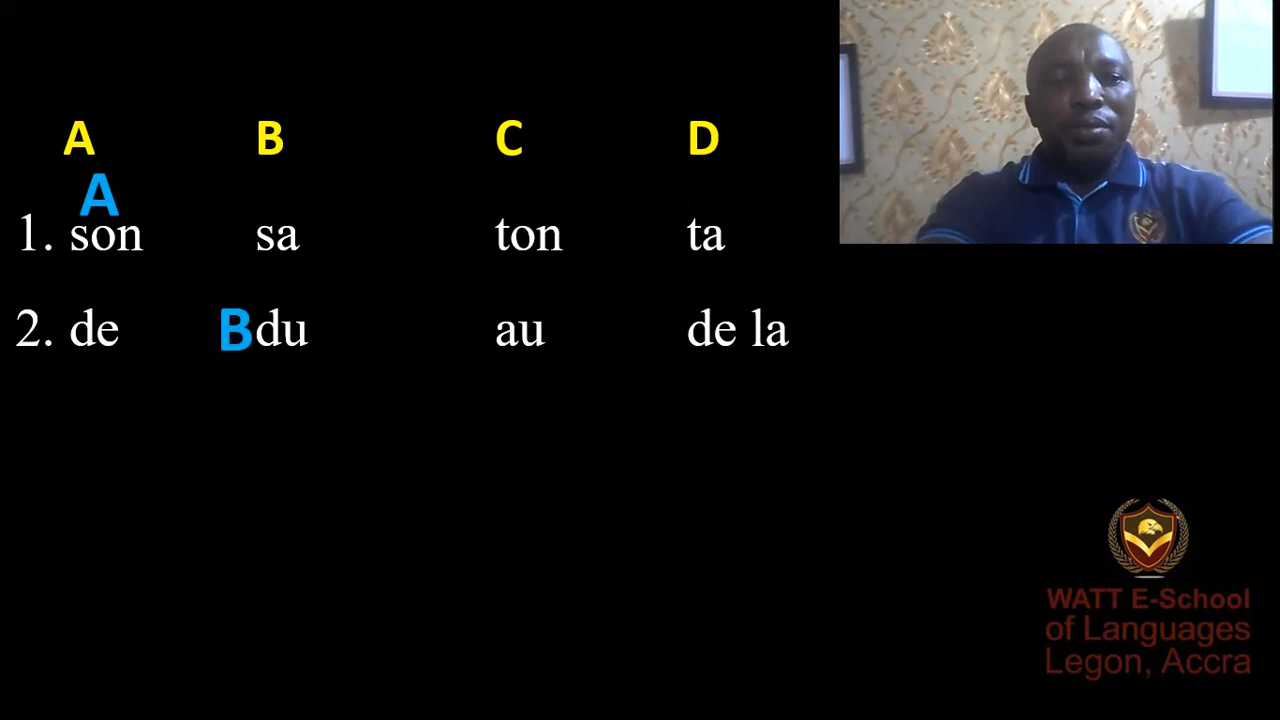 A B C D
A
1. son sa ton ta
2. de B du au de la
WATT E-School
of Languages
Legon, Accra